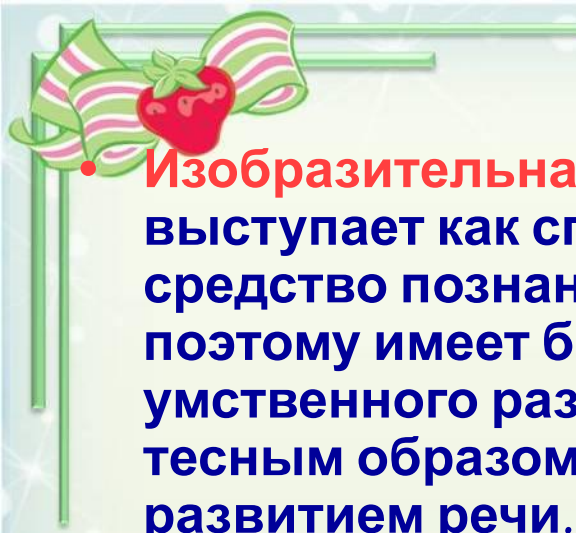 • Изобразительна
выступает как сп
средство познан
поэтому имеет б
умственного раз
тесным образом
развитием речи.